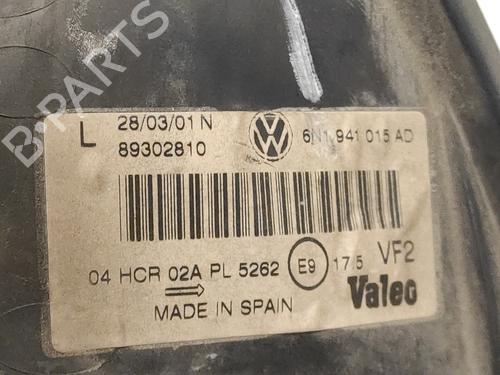 B-PARTS
L 28/03/01 N 6N1 941 015 AD
89302810
04 HCR 02A PL 5262 E9 17.5 VF2
MADE IN SPAIN Valeo